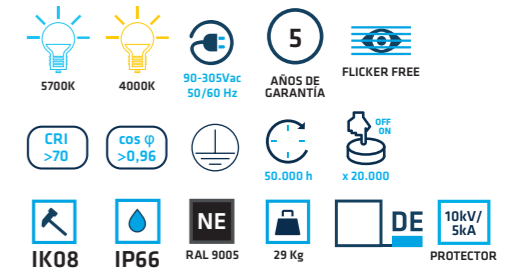 5700K
4000K
90-305Vac
50/60 Hz
5
AÑOS DE
GARANTÍA
FLICKER FREE
CRI
>70
cos φ
>0,96
50.000 h
OFF
ON
x 20.000
IK08
IP66
NE
RAL 9005
29 Kg
DE
10kV/
5kA
PROTECTOR